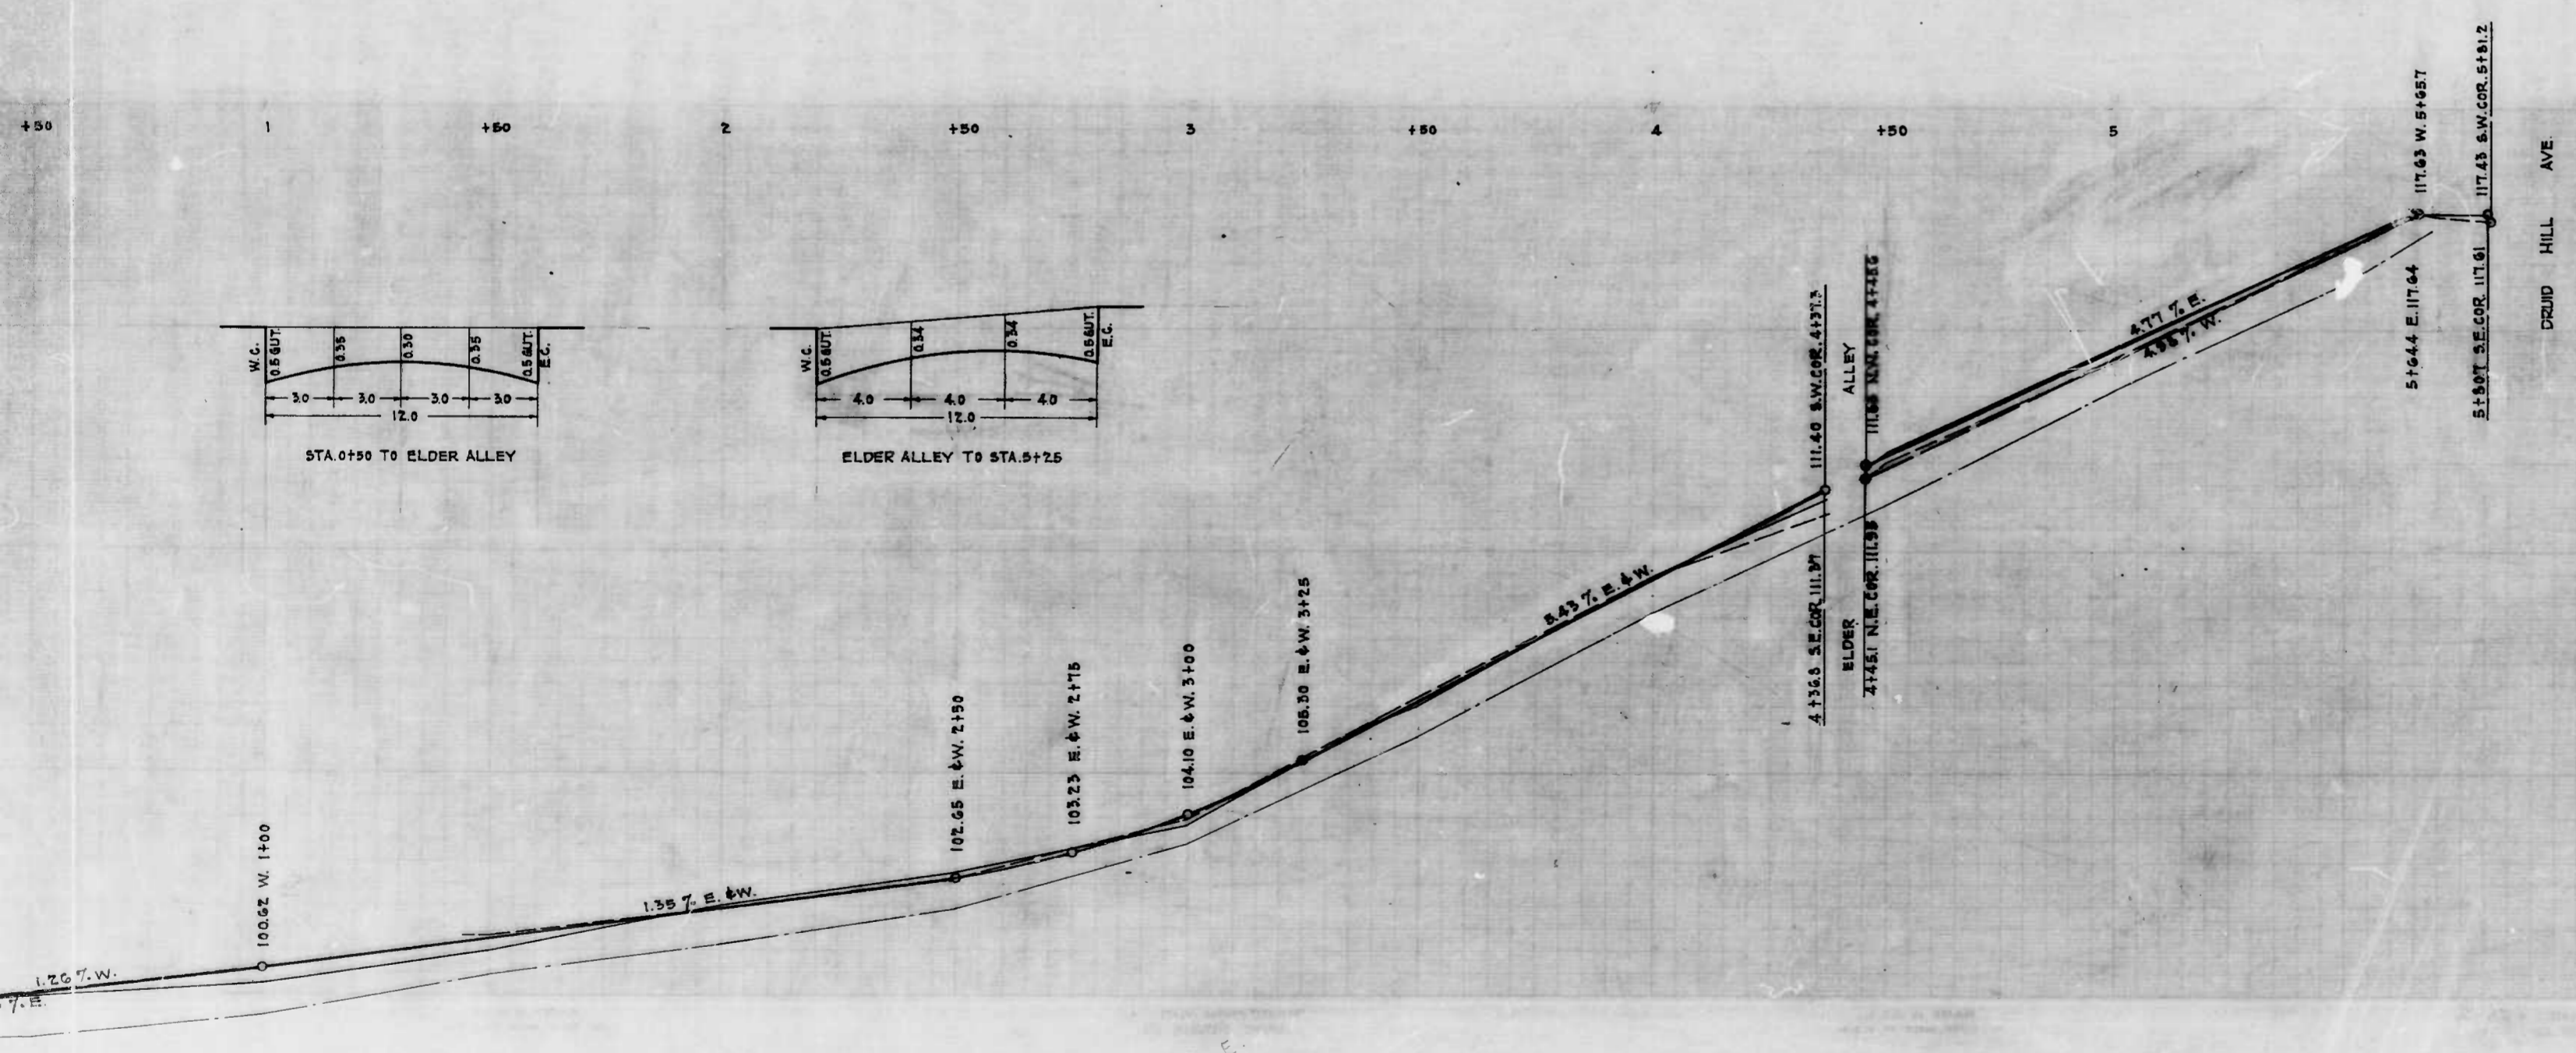 +50 1 +50 2 +50 3 +50 4 +50 5
W.C.
0.5 GUT.
0.35
0.30
0.35
0.5 GUT.
E.C.
3.0 3.0 3.0 3.0
12.0
STA.0+50 TO ELDER ALLEY
W.C.
0.5 GUT.
0.34
0.34
0.5 GUT.
E.C.
4.0 4.0 4.0
12.0
ELDER ALLEY TO STA.5+25
1.26 % W.
% E.
100.62 W. 1+00
1.35 % E. & W.
102.65 E. & W. 2+50
103.23 E. & W. 2+75
104.10 E. & W. 3+00
105.30 E. & W. 3+25
5.43 % E. & W.
111.40 S.W. COR. 4+37.3
4+36.8 S.E. COR. 111.37
ELDER ALLEY
N.W. COR.
4+45.1 N.E. COR. 111.93
4.77 % E.
% W.
117.63 W. 5+65.7
5+64.4 E. 117.64
117.43 S.W. COR. 5+81.2
5+80.7 S.E. COR. 117.61
DRUID HILL AVE.